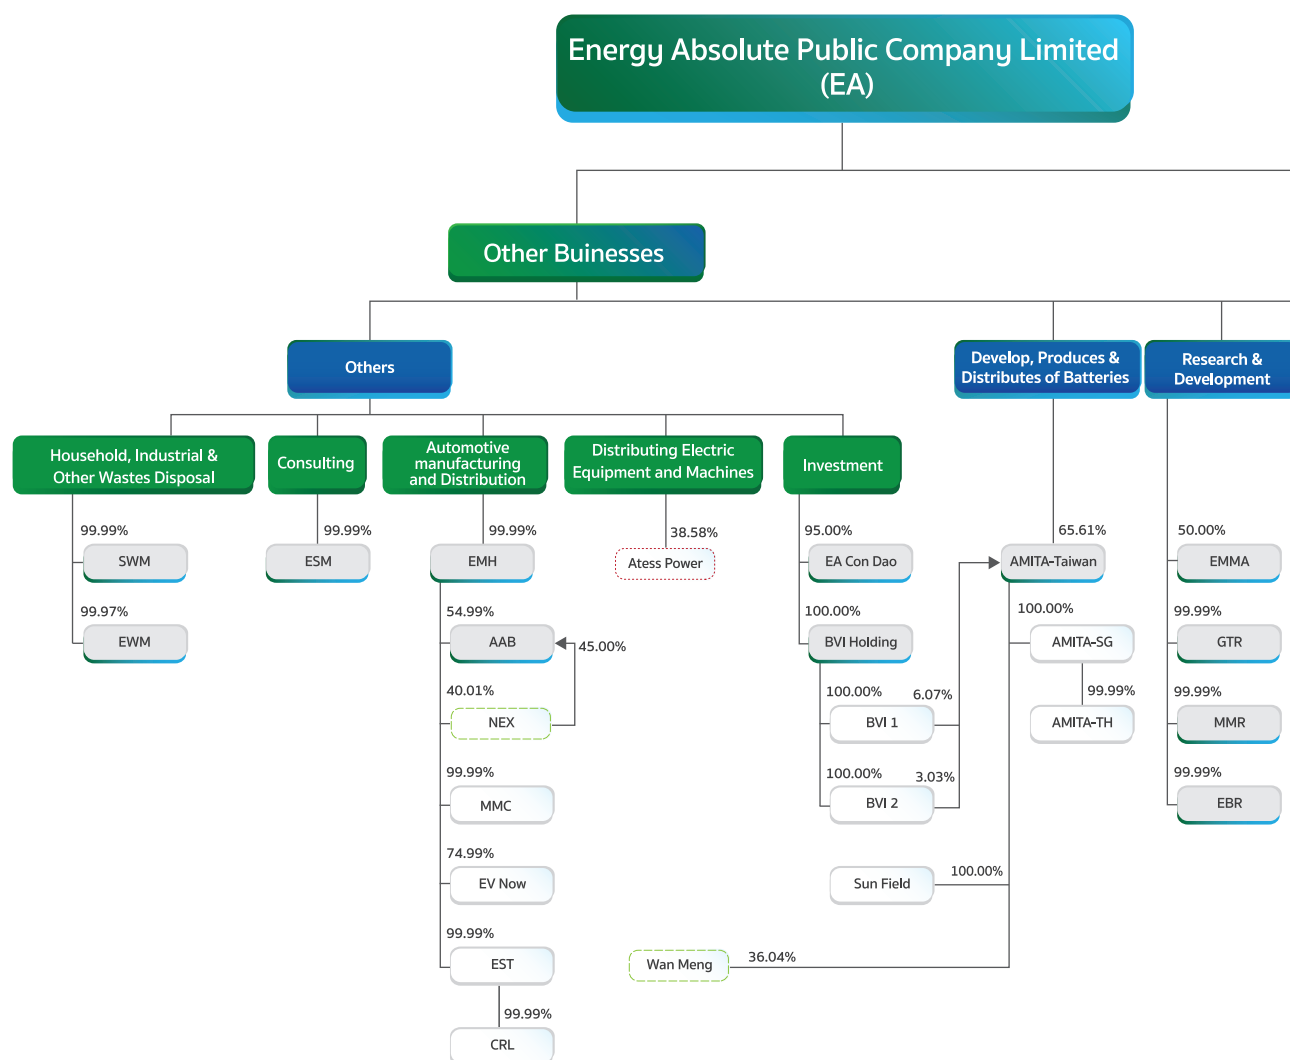 Energy Absolute Public Company Limited
(EA)
Other Buinesses
Others
Develop, Produces &
Distributes of Batteries
Research &
Development
Household, Industrial &
Other Wastes Disposal
Consulting
Automotive
manufacturing
and Distribution
Distributing Electric
Equipment and Machines
Investment
99.99%
SWM
99.97%
EWM
99.99%
ESM
99.99%
EMH
54.99%
AAB
45.00%
40.01%
NEX
99.99%
MMC
74.99%
EV Now
99.99%
EST
99.99%
CRL
38.58%
Atess Power
95.00%
EA Con Dao
100.00%
BVI Holding
100.00%
BVI 1
6.07%
100.00%
BVI 2
3.03%
65.61%
AMITA-Taiwan
100.00%
AMITA-SG
99.99%
AMITA-TH
Sun Field
100.00%
Wan Meng
36.04%
50.00%
EMMA
99.99%
GTR
99.99%
MMR
99.99%
EBR